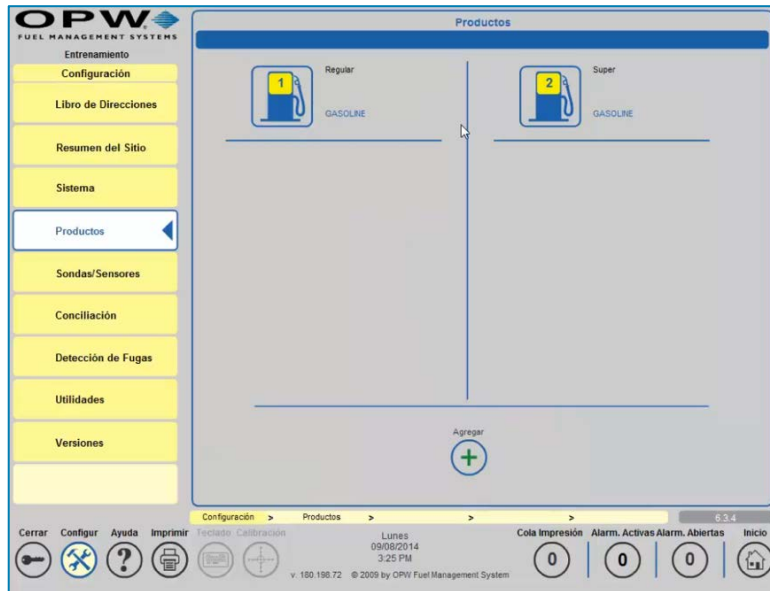 OPW
FUEL MANAGEMENT SYSTEMS
Entrenamiento
Configuración
Libro de Direcciones
Resumen del Sitio
Sistema
Productos
Sondas/Sensores
Conciliación
Detección de Fugas
Utilidades
Versiones
Productos
1
Regular
GASOLINE
2
Super
GASOLINE
Agregar
Configuración > Productos > > >
6.3.4
Cerrar Configur Ayuda Imprimir Teclado Calibración
Lunes
09/08/2014
3:25 PM
v. 180.198.72 © 2009 by OPW Fuel Management System
Cola Impresión Alarm. Activas Alarm. Abiertas Inicio
0 0 0